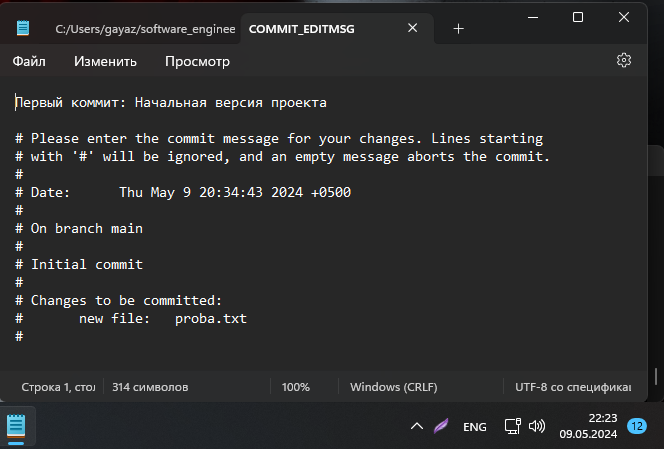 C:/Users/gayaz/software_enginee
COMMIT_EDITMSG
Файл Изменить Просмотр
Первый коммит: Начальная версия проекта
# Please enter the commit message for your changes. Lines starting
# with '#' will be ignored, and an empty message aborts the commit.
#
# Date: Thu May 9 20:34:43 2024 +0500
#
# On branch main
#
# Initial commit
#
# Changes to be committed:
# new file: proba.txt
#
Строка 1, стол 314 символов 100% Windows (CRLF) UTF-8 со специфика
ENG 22:23 12
09.05.2024